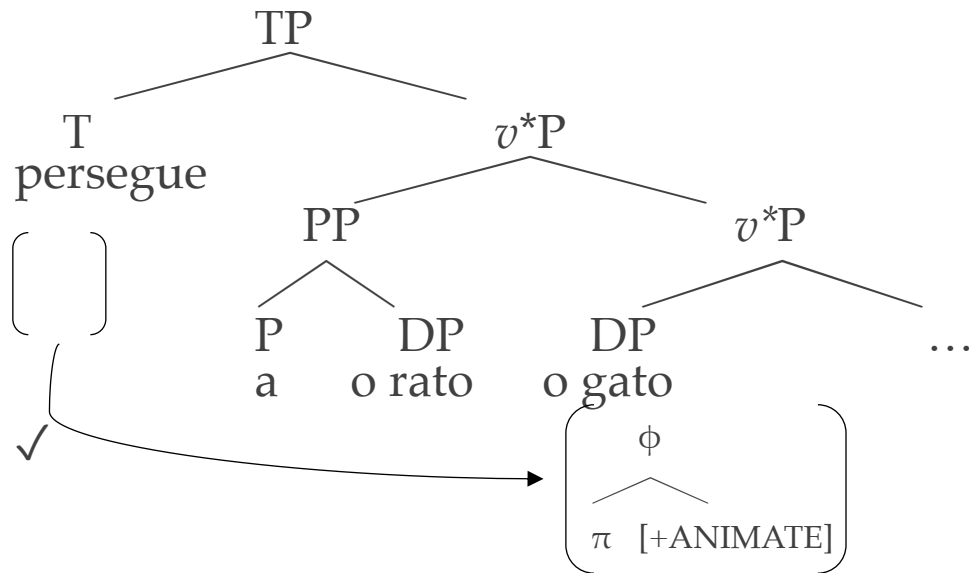 TP
T v*P
persegue
PP v*P
P DP DP …
a o rato o gato
✓
ϕ
π [+ANIMATE]